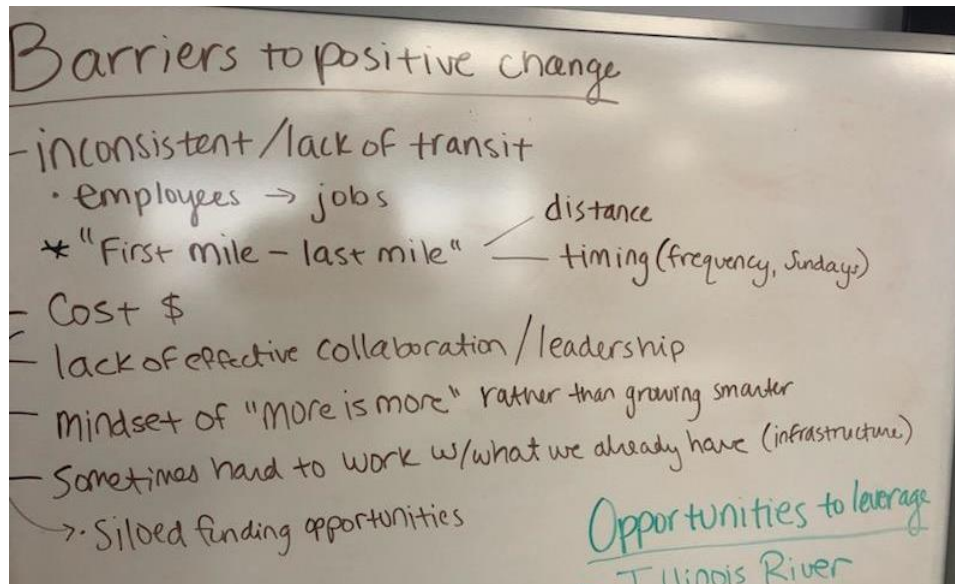 Barriers to positive change
- inconsistent/lack of transit
· employees → jobs
* "First mile - last mile"
distance
timing (frequency, Sundays)
- Cost $
- lack of effective collaboration/leadership
- mindset of "more is more" rather than growing smarter
- Sometimes hard to work w/what we already have (infrastructure)
→· Siloed funding opportunities
Opportunities to leverage
Illinois River